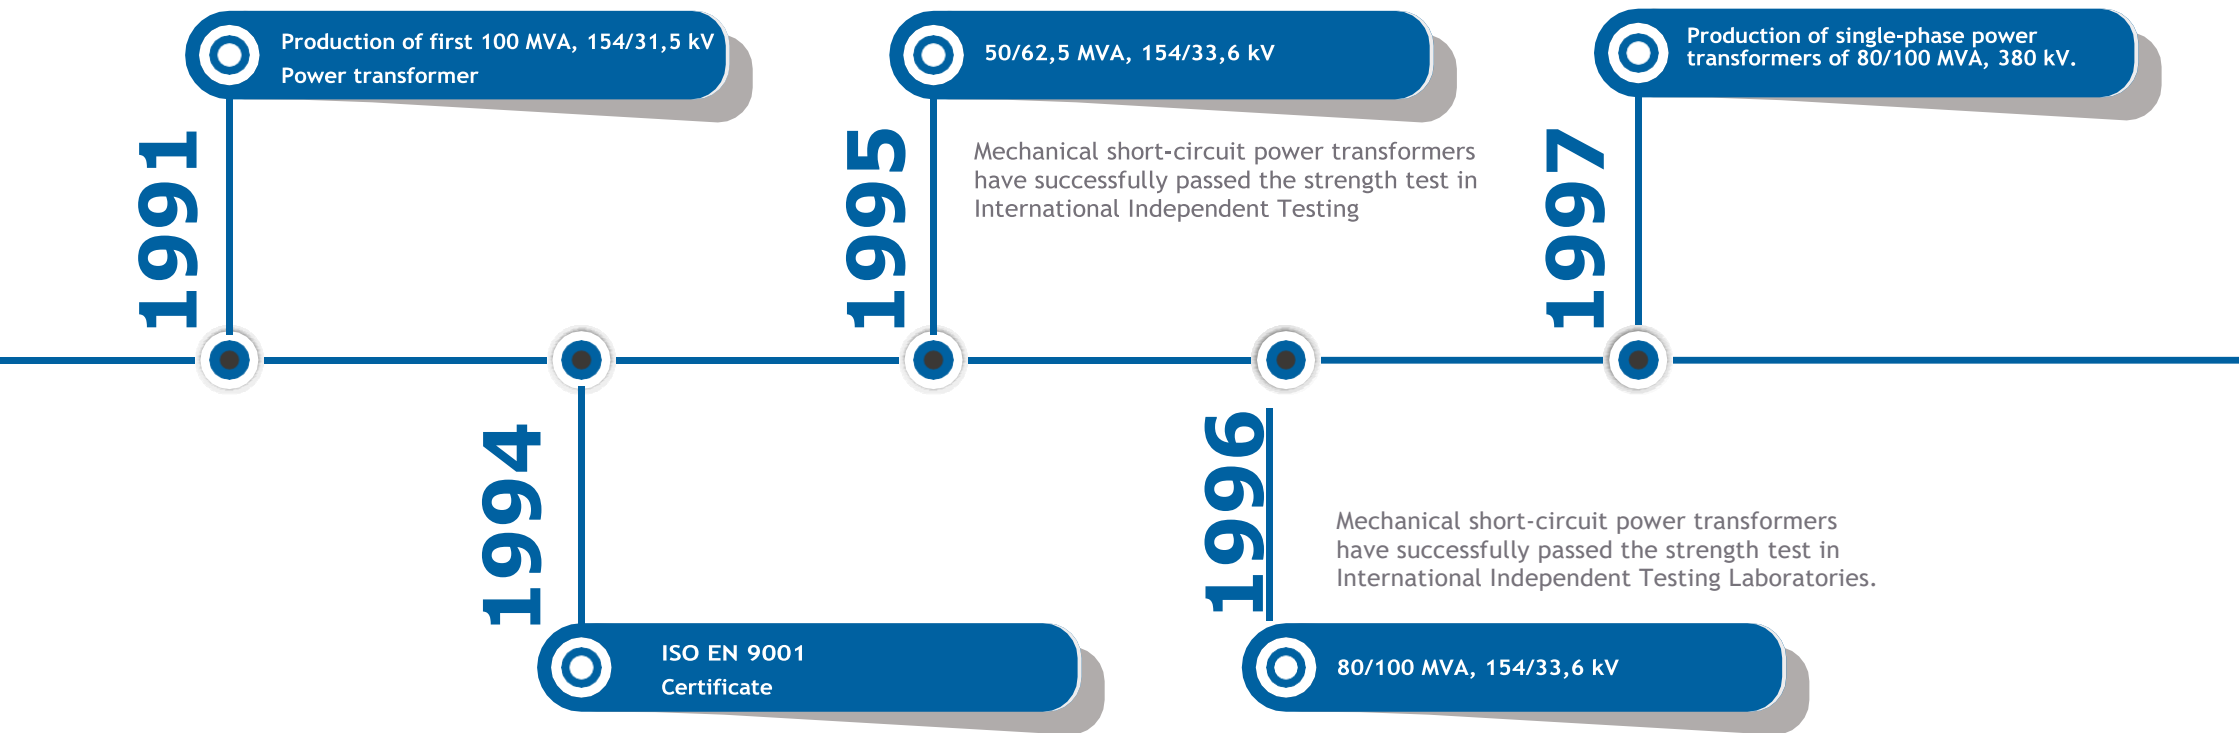 1991
Production of first 100 MVA, 154/31,5 kV
Power transformer
1994
ISO EN 9001
Certificate
1995
50/62,5 MVA, 154/33,6 kV
Mechanical short-circuit power transformers
have successfully passed the strength test in
International Independent Testing
1996
Mechanical short-circuit power transformers
have successfully passed the strength test in
International Independent Testing Laboratories.
80/100 MVA, 154/33,6 kV
1997
Production of single-phase power
transformers of 80/100 MVA, 380 kV.